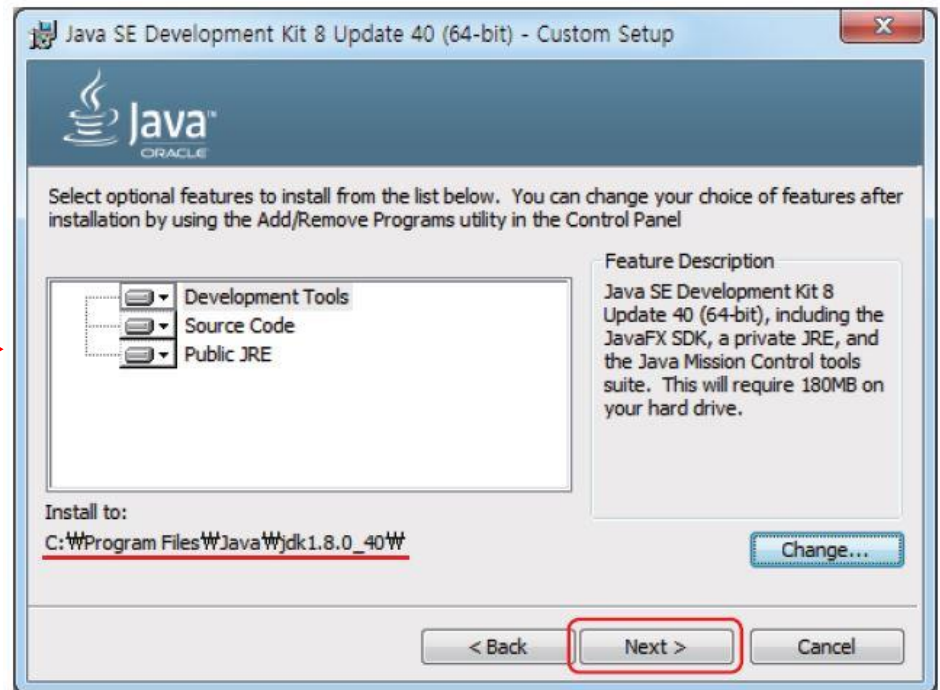 Java SE Development Kit 8 Update 40 (64-bit) - Custom Setup
Java™
ORACLE
Select optional features to install from the list below. You can change your choice of features after
installation by using the Add/Remove Programs utility in the Control Panel
Development Tools
Source Code
Public JRE
Feature Description
Java SE Development Kit 8
Update 40 (64-bit), including the
JavaFX SDK, a private JRE, and
the Java Mission Control tools
suite. This will require 180MB on
your hard drive.
Install to:
C:₩Program Files₩Java₩jdk1.8.0_40₩
Change...
< Back
Next >
Cancel